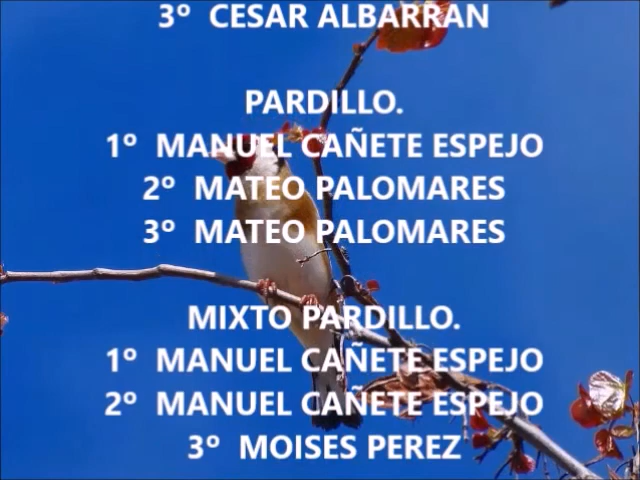 3º CESAR ALBARRAN
PARDILLO.
1º MANUEL CAÑETE ESPEJO
2º MATEO PALOMARES
3º MATEO PALOMARES
MIXTO PARDILLO.
1º MANUEL CAÑETE ESPEJO
2º MANUEL CAÑETE ESPEJO
3º MOISES PEREZ